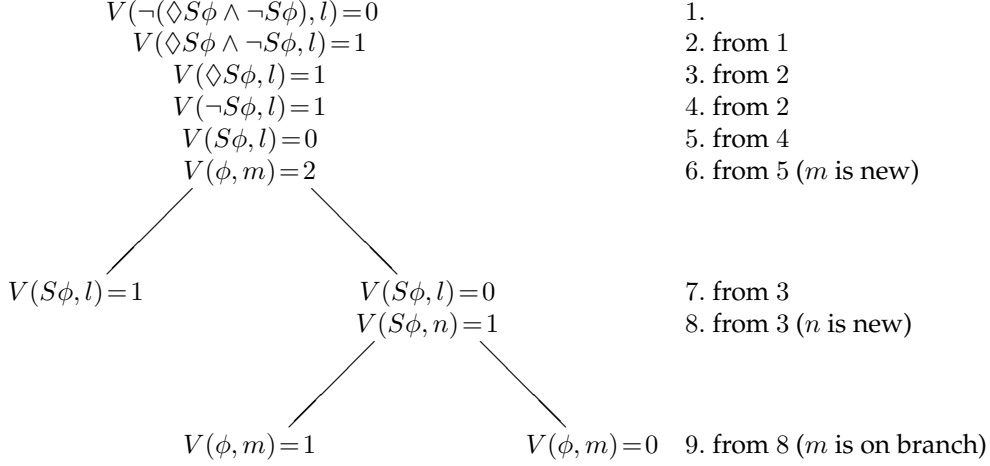 V(¬(◊Sϕ ∧ ¬Sϕ), l)=0 1.
V(◊Sϕ ∧ ¬Sϕ, l)=1 2. from 1
V(◊Sϕ, l)=1 3. from 2
V(¬Sϕ, l)=1 4. from 2
V(Sϕ, l)=0 5. from 4
V(ϕ, m)=2 6. from 5 (m is new)
V(Sϕ, l)=1 V(Sϕ, l)=0 7. from 3
V(Sϕ, n)=1 8. from 3 (n is new)
V(ϕ, m)=1 V(ϕ, m)=0 9. from 8 (m is on branch)